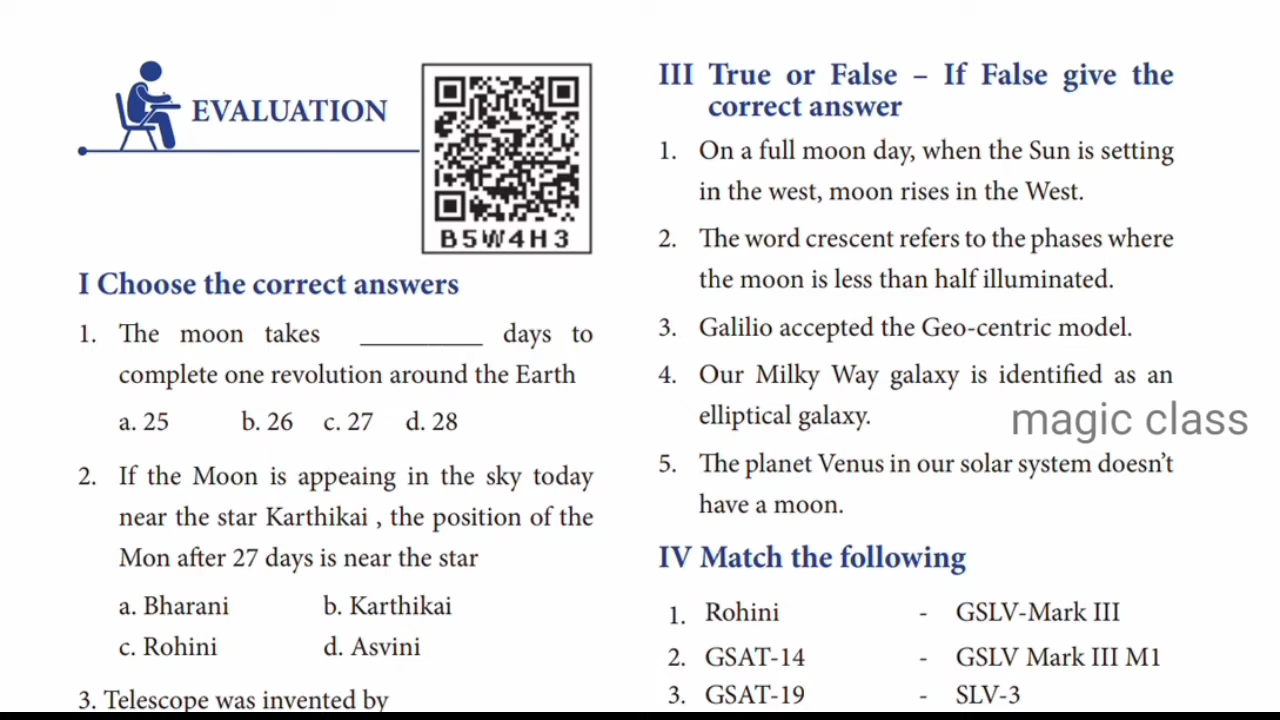 EVALUATION
B5W4H3
I Choose the correct answers
1. The moon takes _________ days to
complete one revolution around the Earth
a. 25 b. 26 c. 27 d. 28
2. If the Moon is appeaing in the sky today
near the star Karthikai , the position of the
Mon after 27 days is near the star
a. Bharani b. Karthikai
c. Rohini d. Asvini
3. Telescope was invented by
III True or False – If False give the
correct answer
1. On a full moon day, when the Sun is setting
in the west, moon rises in the West.
2. The word crescent refers to the phases where
the moon is less than half illuminated.
3. Galilio accepted the Geo-centric model.
4. Our Milky Way galaxy is identified as an
elliptical galaxy.
magic class
5. The planet Venus in our solar system doesn't
have a moon.
IV Match the following
1. Rohini - GSLV-Mark III
2. GSAT-14 - GSLV Mark III M1
3. GSAT-19 - SLV-3